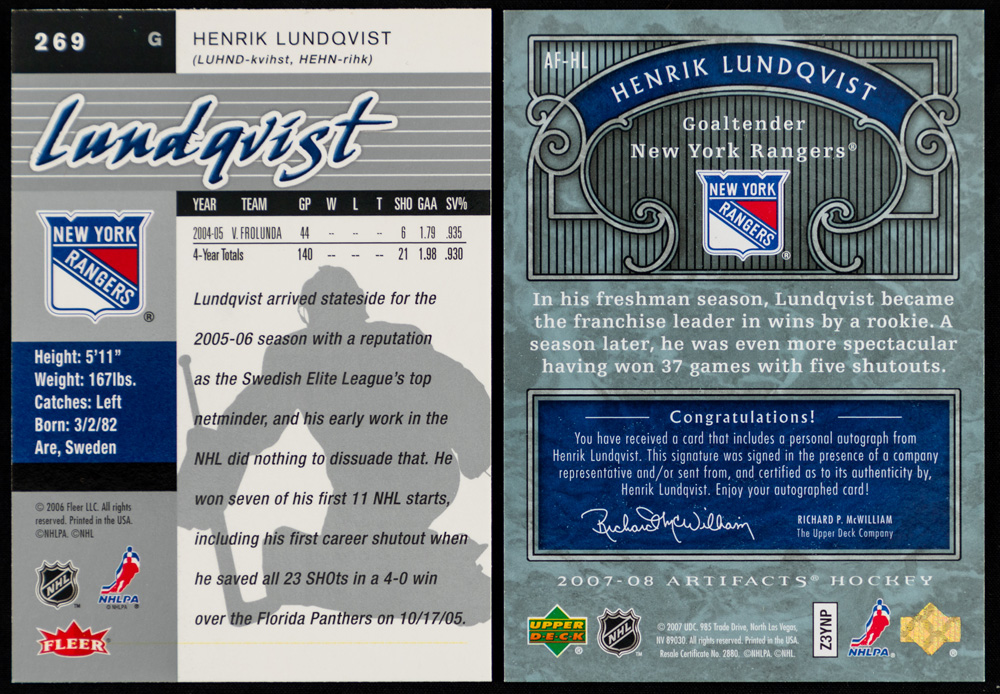 269 G
HENRIK LUNDQVIST
(LUHND-kvihst, HEHN-rihk)
Lundqvist
YEAR TEAM GP W L T SHO GAA SV%
2004-05 V. FROLUNDA 44 -- -- -- 6 1.79 .935
4-Year Totals 140 -- -- -- 21 1.98 .930
NEW YORK
RANGERS
®
Height: 5'11"
Weight: 167lbs.
Catches: Left
Born: 3/2/82
Are, Sweden
Lundqvist arrived stateside for the
2005-06 season with a reputation
as the Swedish Elite League's top
netminder, and his early work in the
NHL did nothing to dissuade that. He
won seven of his first 11 NHL starts,
including his first career shutout when
he saved all 23 SHOts in a 4-0 win
over the Florida Panthers on 10/17/05.
© 2006 Fleer LLC. All rights
reserved. Printed in the USA.
©NHLPA. ©NHL
NHL
™
NHLPA
©NHLPA
FLEER
AF-HL
HENRIK LUNDQVIST
Goaltender
New York Rangers®
NEW YORK
RANGERS
®
In his freshman season, Lundqvist became
the franchise leader in wins by a rookie. A
season later, he was even more spectacular
having won 37 games with five shutouts.
Congratulations!
You have received a card that includes a personal autograph from
Henrik Lundqvist. This signature was signed in the presence of a company
representative and/or sent from, and certified as to its authenticity by,
Henrik Lundqvist. Enjoy your autographed card!
Richard McWilliam
RICHARD P. McWILLIAM
The Upper Deck Company
2007-08 ARTIFACTS® HOCKEY
UPPER
DECK
®
NHL
™
© 2007 UDC. 985 Trade Drive, North Las Vegas,
NV 89030. All rights reserved. Printed in the USA.
Resale Certificate No. 2880. ©NHLPA. ©NHL.
Z3YNP
NHLPA
®